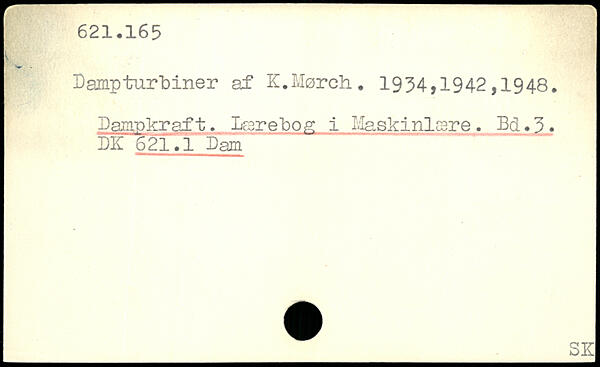 621.165
Dampturbiner af K.Mørch. 1934,1942,1948.
Dampkraft. Lærebog i Maskinlære. Bd.3.
DK 621.1 Dam
SK